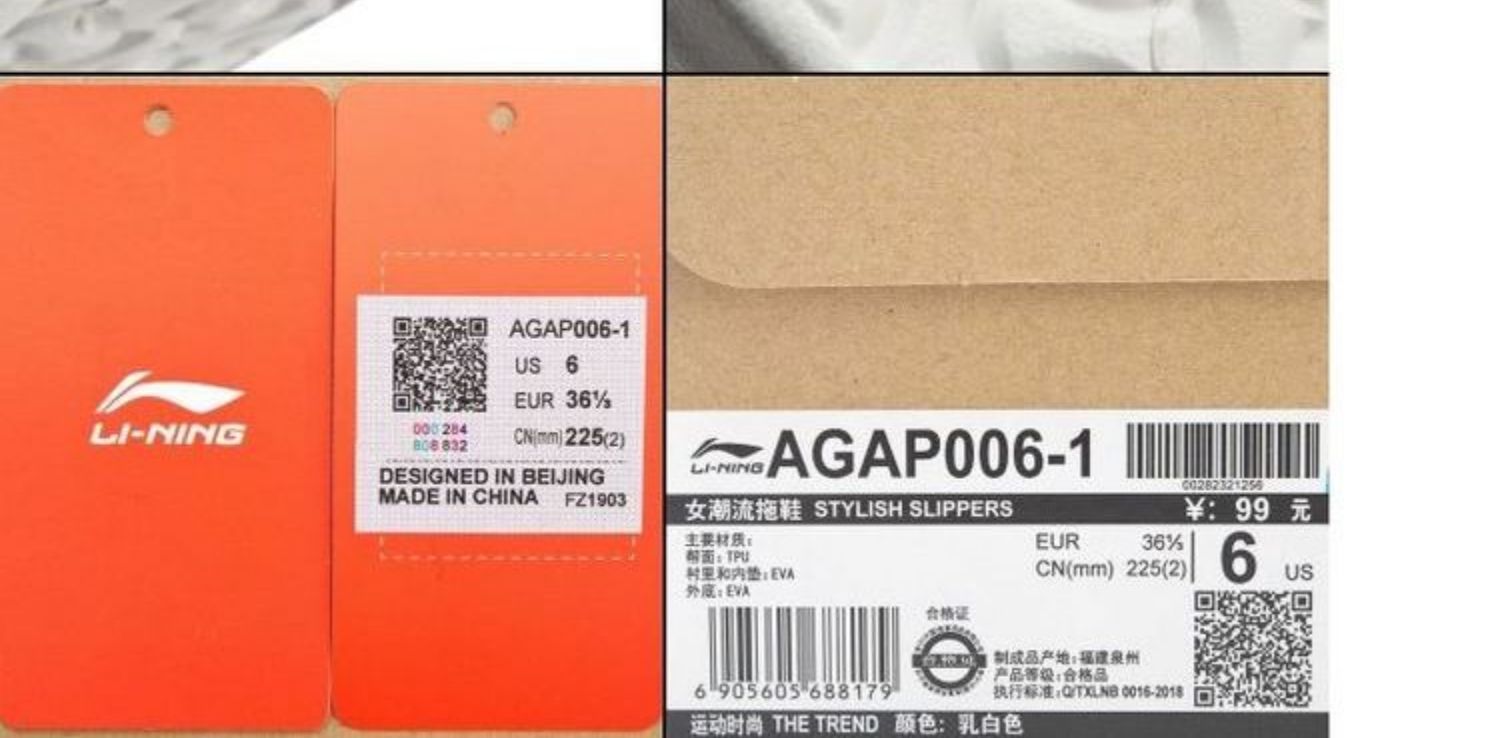 LI-NING
AGAP006-1
US 6
EUR 36⅓
CN(mm) 225(2)
000 284
808 832
DESIGNED IN BEIJING
MADE IN CHINA FZ1903
LI-NING AGAP006-1
00282321256
女潮流拖鞋 STYLISH SLIPPERS ¥: 99 元
主要材质:
帮面: TPU
衬里和内垫: EVA
外底: EVA
EUR 36⅓
CN(mm) 225(2)
6 US
合格证
6 905605 688179
制成品产地: 福建泉州
产品等级: 合格品
执行标准: Q/TXLNB 0016-2018
运动时尚 THE TREND 颜色: 乳白色